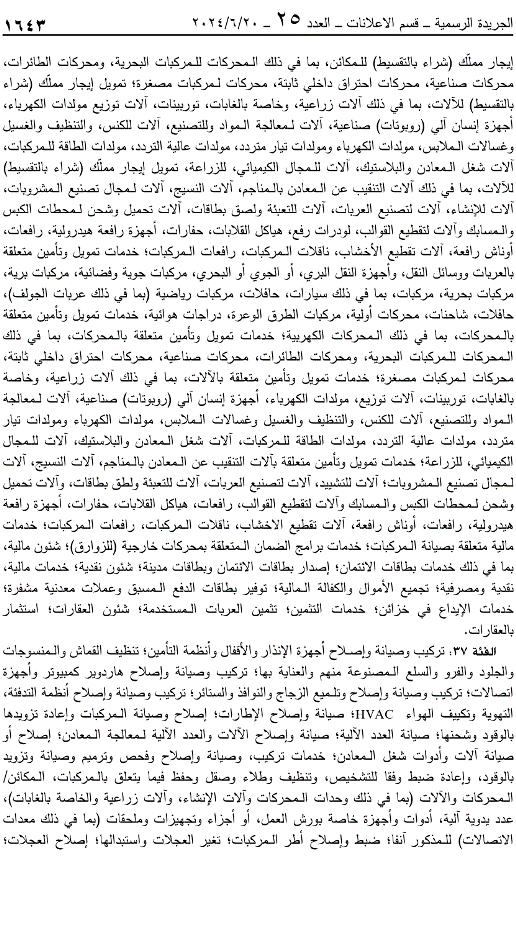 الجريدة الرسمية ــ قسم الاعلانات ــ العدد ٢٥ ــ ٢٠٢٤/٦/٢٠ ١٦٤٣
إيجار مملّك (شراء بالتقسيط) للمكائن، بما في ذلك المحركات للمركبات البحرية، ومحركات الطائرات،
محركات صناعية، محركات احتراق داخلي ثابتة، محركات لمركبات مصغرة؛ تمويل إيجار مملّك (شراء
بالتقسيط) للآلات، بما في ذلك آلات زراعية، وخاصة بالغابات، توربينات، آلات توزيع مولدات الكهرباء،
أجهزة إنسان آلي (روبوتات) صناعية، آلات لمعالجة المواد وللتصنيع، آلات للكنس، والتنظيف والغسيل
وغسالات الملابس، مولدات الكهرباء ومولدات تيار متردد، مولدات عالية التردد، مولدات الطاقة للمركبات،
آلات شغل المعادن والبلاستيك، آلات للمجال الكيميائي، للزراعة، تمويل إيجار مملّك (شراء بالتقسيط)
للآلات، بما في ذلك آلات التنقيب عن المعادن بالمناجم، آلات النسيج، آلات لمجال تصنيع المشروبات،
آلات للإنشاء، آلات لتصنيع العربات، آلات للتعبئة ولصق بطاقات، آلات تحميل وشحن لمحطات الكبس
والمسابك وآلات لتقطيع القوالب، لودرات رفع، هياكل القلابات، حفارات، أجهزة رافعة هيدرولية، رافعات،
أوناش رافعة، آلات تقطيع الأخشاب، ناقلات المركبات، رافعات المركبات؛ خدمات تمويل وتأمين متعلقة
بالعربات ووسائل النقل، وأجهزة النقل البري، أو الجوي أو البحري، مركبات جوية وفضائية، مركبات برية،
مركبات بحرية، مركبات، بما في ذلك سيارات، حافلات، مركبات رياضية (بما في ذلك عربات الجولف)،
حافلات، شاحنات، محركات أولية، مركبات الطرق الوعرة، دراجات هوائية، خدمات تمويل وتأمين متعلقة
بالمحركات، بما في ذلك المحركات الكهربية؛ خدمات تمويل وتأمين متعلقة بالمحركات، بما في ذلك
المحركات للمركبات البحرية، ومحركات الطائرات، محركات صناعية، محركات احتراق داخلي ثابتة،
محركات لمركبات مصغرة؛ خدمات تمويل وتأمين متعلقة بالآلات، بما في ذلك آلات زراعية، وخاصة
بالغابات، توربينات، آلات توزيع، مولدات الكهرباء، أجهزة إنسان آلي (روبوتات) صناعية، آلات لمعالجة
المواد وللتصنيع، آلات للكنس، والتنظيف والغسيل وغسالات الملابس، مولدات الكهرباء ومولدات تيار
متردد، مولدات عالية التردد، مولدات الطاقة للمركبات، آلات شغل المعادن والبلاستيك، آلات للمجال
الكيميائي، للزراعة؛ خدمات تمويل وتأمين متعلقة بآلات التنقيب عن المعادن بالمناجم، آلات النسيج، آلات
لمجال تصنيع المشروبات؛ آلات للتشييد، آلات لتصنيع العربات، آلات للتعبئة ولطق بطاقات، وآلات تحميل
وشحن لمحطات الكبس والمسابك وآلات لتقطيع القوالب، رافعات، هياكل القلابات، حفارات، أجهزة رافعة
هيدرولية، رافعات، أوناش رافعة، آلات تقطيع الاخشاب، ناقلات المركبات، رافعات المركبات؛ خدمات
مالية متعلقة بصيانة المركبات؛ خدمات برامج الضمان المتعلقة بمحركات خارجية (للزوارق)؛ شئون مالية،
بما في ذلك خدمات بطاقات الائتمان؛ إصدار بطاقات الائتمان وبطاقات مدينة؛ شئون نقدية؛ خدمات مالية،
نقدية ومصرفية؛ تجميع الأموال والكفالة المالية؛ توفير بطاقات الدفع المسبق وعملات معدنية مشفرة؛
خدمات الإيداع في خزائن؛ خدمات التثمين؛ تثمين العربات المستخدمة؛ شئون العقارات؛ استثمار
بالعقارات.
الفئة ٣٧: تركيب وصيانة وإصلاح أجهزة الإنذار والأقفال وأنظمة التأمين؛ تنظيف القماش والمنسوجات
والجلود والفرو والسلع المصنوعة منهم والعناية بها؛ تركيب وصيانة وإصلاح هاردوير كمبيوتر وأجهزة
اتصالات؛ تركيب وصيانة وإصلاح وتلميع الزجاج والنوافذ والستائر؛ تركيب وصيانة وإصلاح أنظمة التدفئة،
التهوية وتكييف الهواء HVAC؛ صيانة وإصلاح الإطارات؛ إصلاح وصيانة المركبات وإعادة تزويدها
بالوقود وشحنها؛ صيانة العدد الآلية؛ صيانة وإصلاح الآلات والعدد الآلية لمعالجة المعادن؛ إصلاح أو
صيانة آلات وأدوات شغل المعادن؛ خدمات تركيب، وصيانة وإصلاح وفحص وترميم وصيانة وتزويد
بالوقود، وإعادة ضبط وفقا للتشخيص، وتنظيف وطلاء وصقل وحفظ فيما يتعلق بالمركبات، المكائن/
المحركات والآلات (بما في ذلك وحدات المحركات وآلات الإنشاء، وآلات زراعية والخاصة بالغابات)،
عدد يدوية آلية، أدوات وأجهزة خاصة بورش العمل، أو أجزاء وتجهيزات وملحقات (بما في ذلك معدات
الاتصالات) للمذكور آنفا؛ ضبط وإصلاح أطر المركبات؛ تغير العجلات واستبدالها؛ إصلاح العجلات؛